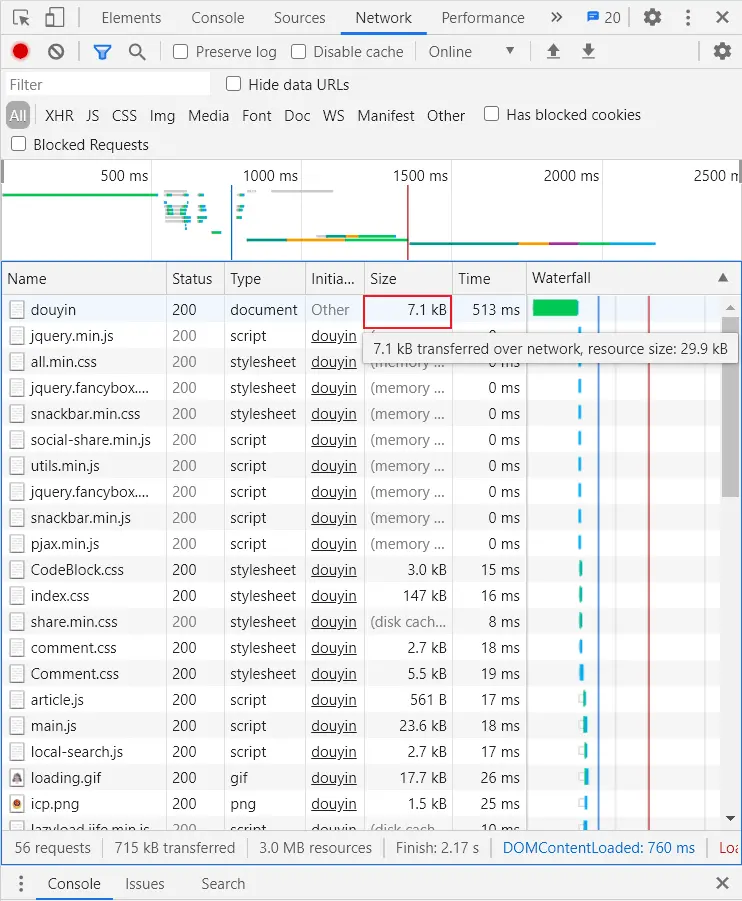 Elements Console Sources Network Performance 20
Preserve log Disable cache Online
Filter Hide data URLs
All XHR JS CSS Img Media Font Doc WS Manifest Other Has blocked cookies
Blocked Requests
500 ms 1000 ms 1500 ms 2000 ms 2500 m
Name Status Type Initia... Size Time Waterfall
douyin 200 document Other 7.1 kB 513 ms
jquery.min.js 200 script douyin
7.1 kB transferred over network, resource size: 29.9 kB
all.min.css 200 stylesheet douyin (memory ... 0 ms
jquery.fancybox.... 200 stylesheet douyin (memory ... 0 ms
snackbar.min.css 200 stylesheet douyin (memory ... 0 ms
social-share.min.js 200 script douyin (memory ... 0 ms
utils.min.js 200 script douyin (memory ... 0 ms
jquery.fancybox.... 200 script douyin (memory ... 0 ms
snackbar.min.js 200 script douyin (memory ... 0 ms
pjax.min.js 200 script douyin (memory ... 0 ms
CodeBlock.css 200 stylesheet douyin 3.0 kB 15 ms
index.css 200 stylesheet douyin 147 kB 16 ms
share.min.css 200 stylesheet douyin (disk cach... 8 ms
comment.css 200 stylesheet douyin 2.7 kB 18 ms
Comment.css 200 stylesheet douyin 5.5 kB 19 ms
article.js 200 script douyin 561 B 17 ms
main.js 200 script douyin 23.6 kB 18 ms
local-search.js 200 script douyin 2.7 kB 17 ms
loading.gif 200 gif douyin 17.7 kB 26 ms
icp.png 200 png douyin 1.5 kB 25 ms
200 script douyin (disk cach... 10 ms
56 requests 715 kB transferred 3.0 MB resources Finish: 2.17 s DOMContentLoaded: 760 ms Loa
Console Issues Search